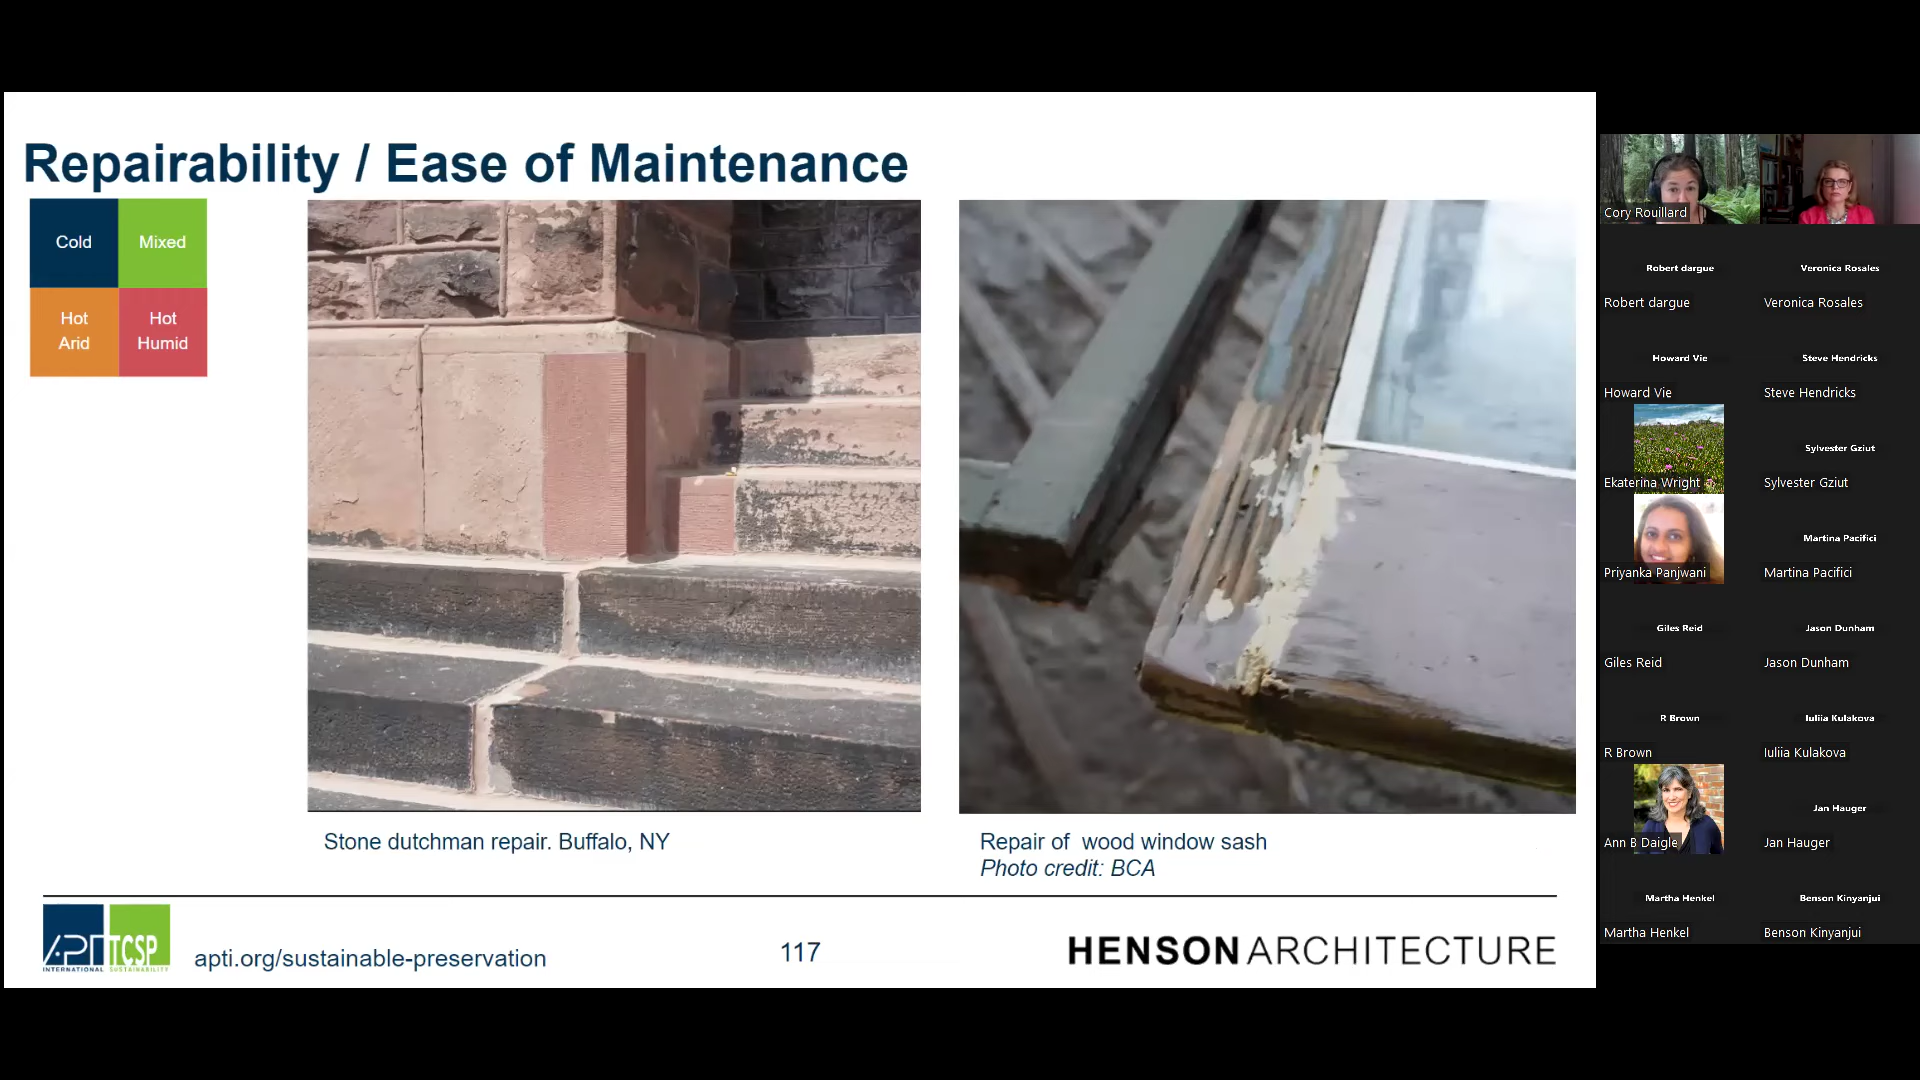 Repairability / Ease of Maintenance
Cold
Mixed
Hot
Arid
Hot
Humid
Stone dutchman repair. Buffalo, NY
Repair of  wood window sash
Photo credit: BCA
APT TCSP
INTERNATIONAL SUSTAINABILITY
apti.org/sustainable-preservation
117
HENSON ARCHITECTURE
Cory Rouillard
Robert dargue
Robert dargue
Veronica Rosales
Veronica Rosales
Howard Vie
Howard Vie
Steve Hendricks
Steve Hendricks
Ekaterina Wright
Sylvester Gziut
Sylvester Gziut
Priyanka Panjwani
Martina Pacifici
Martina Pacifici
Giles Reid
Giles Reid
Jason Dunham
Jason Dunham
R Brown
R Brown
Iuliia Kulakova
Iuliia Kulakova
Ann B Daigle
Jan Hauger
Jan Hauger
Martha Henkel
Martha Henkel
Benson Kinyanjui
Benson Kinyanjui